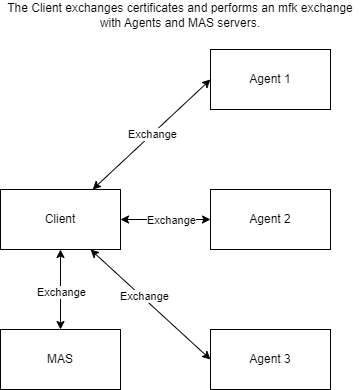 The Client exchanges certificates and performs an mfk exchange
with Agents and MAS servers.
Agent 1
Exchange
Client
Exchange
Agent 2
Exchange
Exchange
MAS
Agent 3